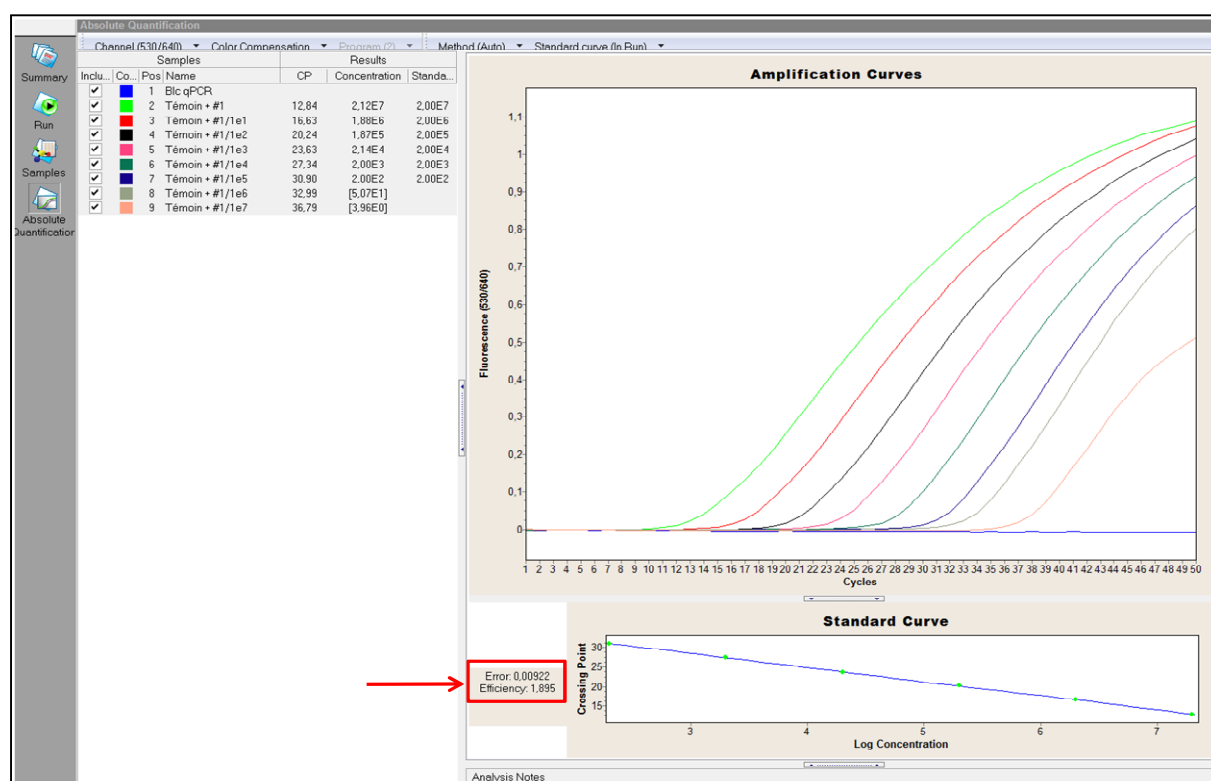 Absolute Quantification
Channel (530/640) Color Compensation Program (2) Method (Auto) Standard curve (In Run)
Summary
Run
Samples
Absolute
Quantification
Samples Results
Inclu... Co... Pos Name CP Concentration Standa...
1 Blc qPCR
2 Témoin + #1 12,84 2,12E7 2,00E7
3 Témoin + #1/1e1 16,63 1,88E6 2,00E6
4 Témoin + #1/1e2 20,24 1,87E5 2,00E5
5 Témoin + #1/1e3 23,63 2,14E4 2,00E4
6 Témoin + #1/1e4 27,34 2,00E3 2,00E3
7 Témoin + #1/1e5 30,90 2,00E2 2,00E2
8 Témoin + #1/1e6 32,99 [5,07E1]
9 Témoin + #1/1e7 36,79 [3,96E0]
Amplification Curves
1,1
1
0,9
0,8
0,7
0,6
0,5
0,4
0,3
0,2
0,1
0
Fluorescence (530/640)
1 2 3 4 5 6 7 8 9 10 11 12 13 14 15 16 17 18 19 20 21 22 23 24 25 26 27 28 29 30 31 32 33 34 35 36 37 38 39 40 41 42 43 44 45 46 47 48 49 50
Cycles
Standard Curve
Error: 0,00922
Efficiency: 1,895
Crossing Point
30
25
20
15
3 4 5 6 7
Log Concentration
Analysis Notes